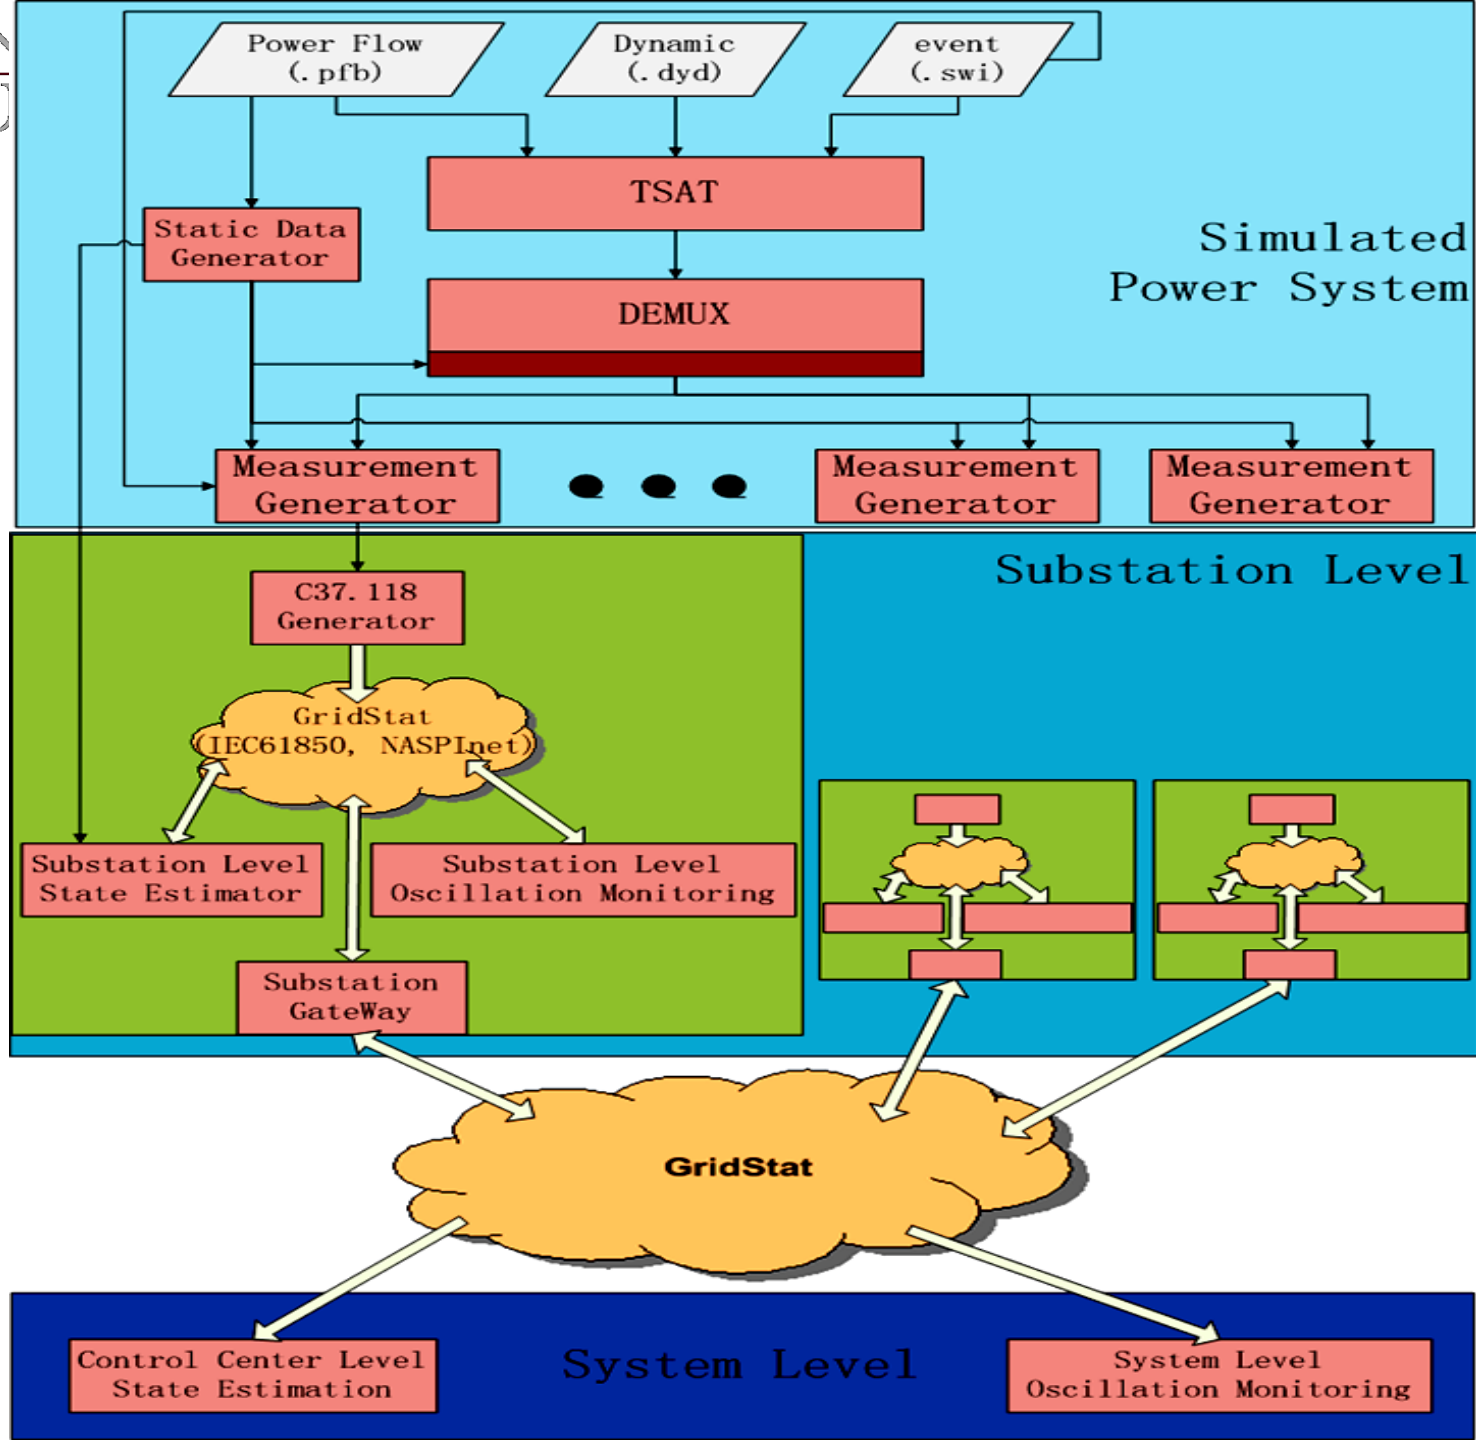 Power Flow
(.pfb)
Dynamic
(.dyd)
event
(.swi)
TSAT
Static Data
Generator
Simulated
Power System
DEMUX
Measurement
Generator
Measurement
Generator
Measurement
Generator
Substation Level
C37.118
Generator
GridStat
(IEC61850, NASPInet)
Substation Level
State Estimator
Substation Level
Oscillation Monitoring
Substation
GateWay
GridStat
Control Center Level
State Estimation
System Level
System Level
Oscillation Monitoring